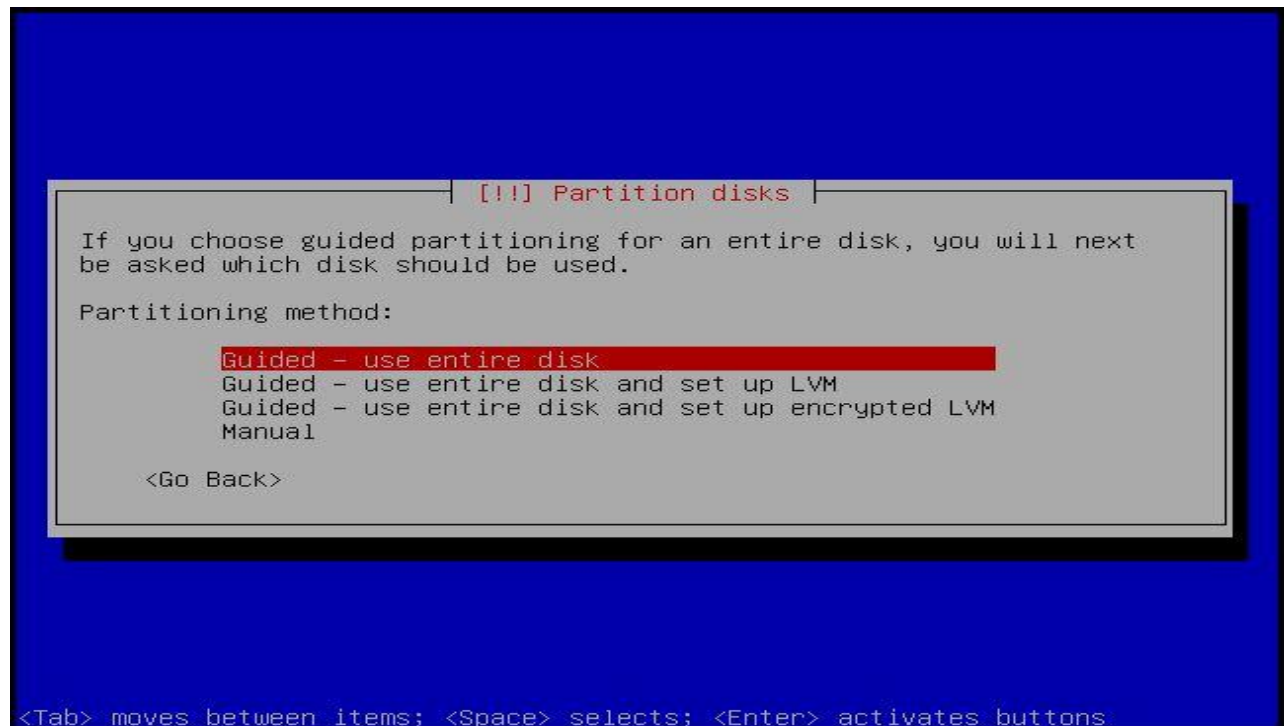 [!!] Partition disks
If you choose guided partitioning for an entire disk, you will next
be asked which disk should be used.
Partitioning method:
Guided – use entire disk
Guided – use entire disk and set up LVM
Guided – use entire disk and set up encrypted LVM
Manual
<Go Back>
<Tab> moves between items; <Space> selects; <Enter> activates buttons